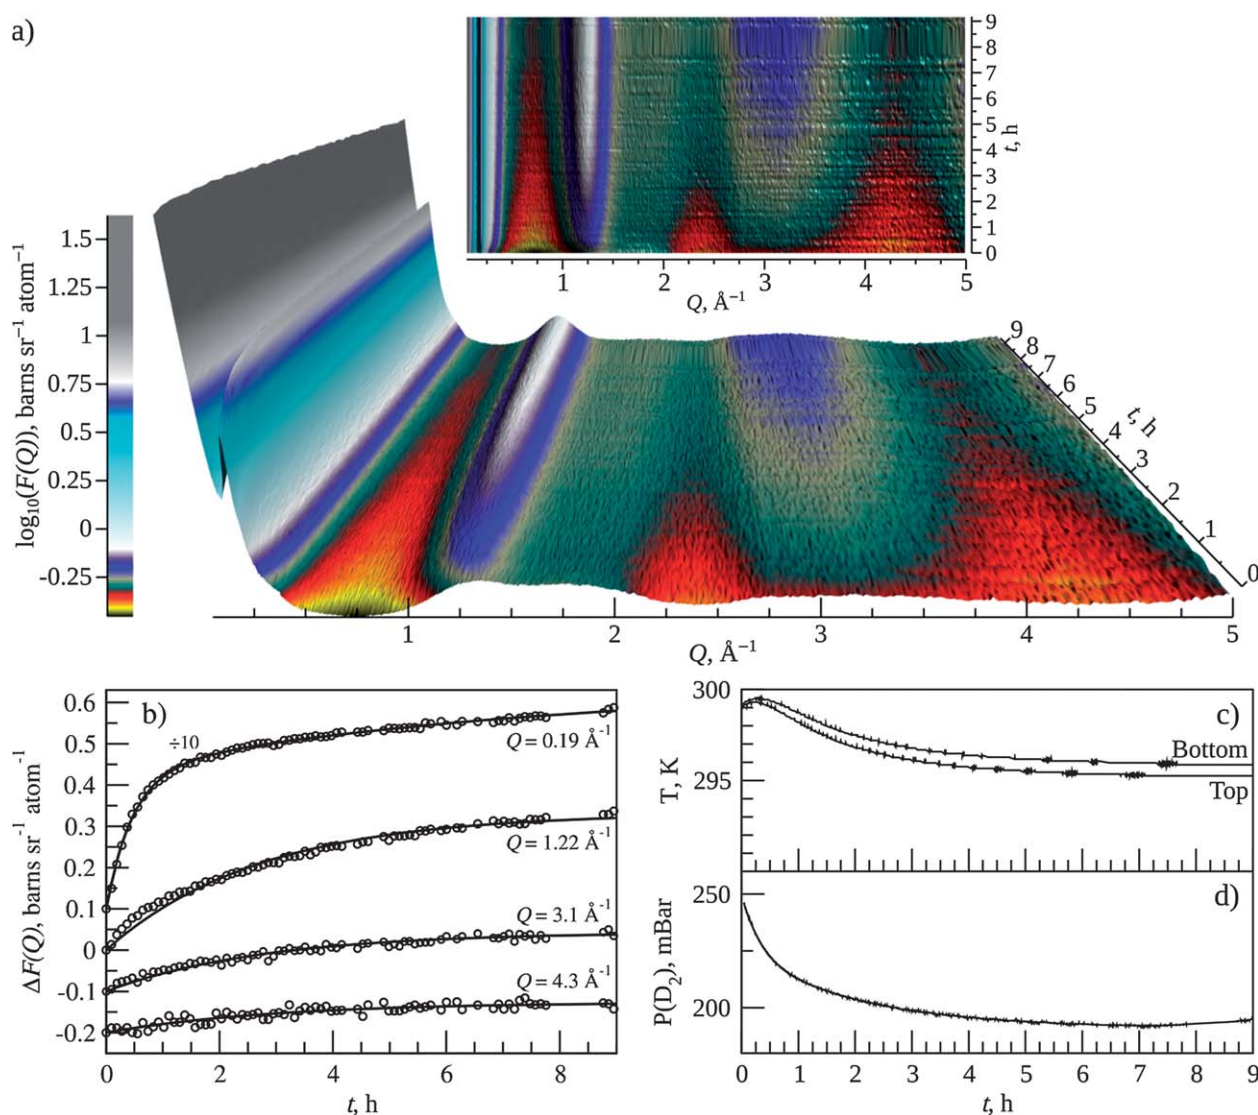 a)
9
8
7
6
5
4
3
2
1
0
t, h
1 2 3 4 5
Q, Å⁻¹
log₁₀(F(Q)), barns sr⁻¹ atom⁻¹
1.5
1.25
1
0.75
0.5
0.25
0
-0.25
9
8
7
6
5
4
3
2
1
0
t, h
1 2 3 4 5
Q, Å⁻¹
b)
ΔF(Q), barns sr⁻¹ atom⁻¹
0.6
0.5
0.4
0.3
0.2
0.1
0
-0.1
-0.2
÷10
Q = 0.19 Å⁻¹
Q = 1.22 Å⁻¹
Q = 3.1 Å⁻¹
Q = 4.3 Å⁻¹
0 2 4 6 8
t, h
c)
T, K
300
295
Bottom
Top
d)
P(D₂), mBar
250
200
0 1 2 3 4 5 6 7 8 9
t, h